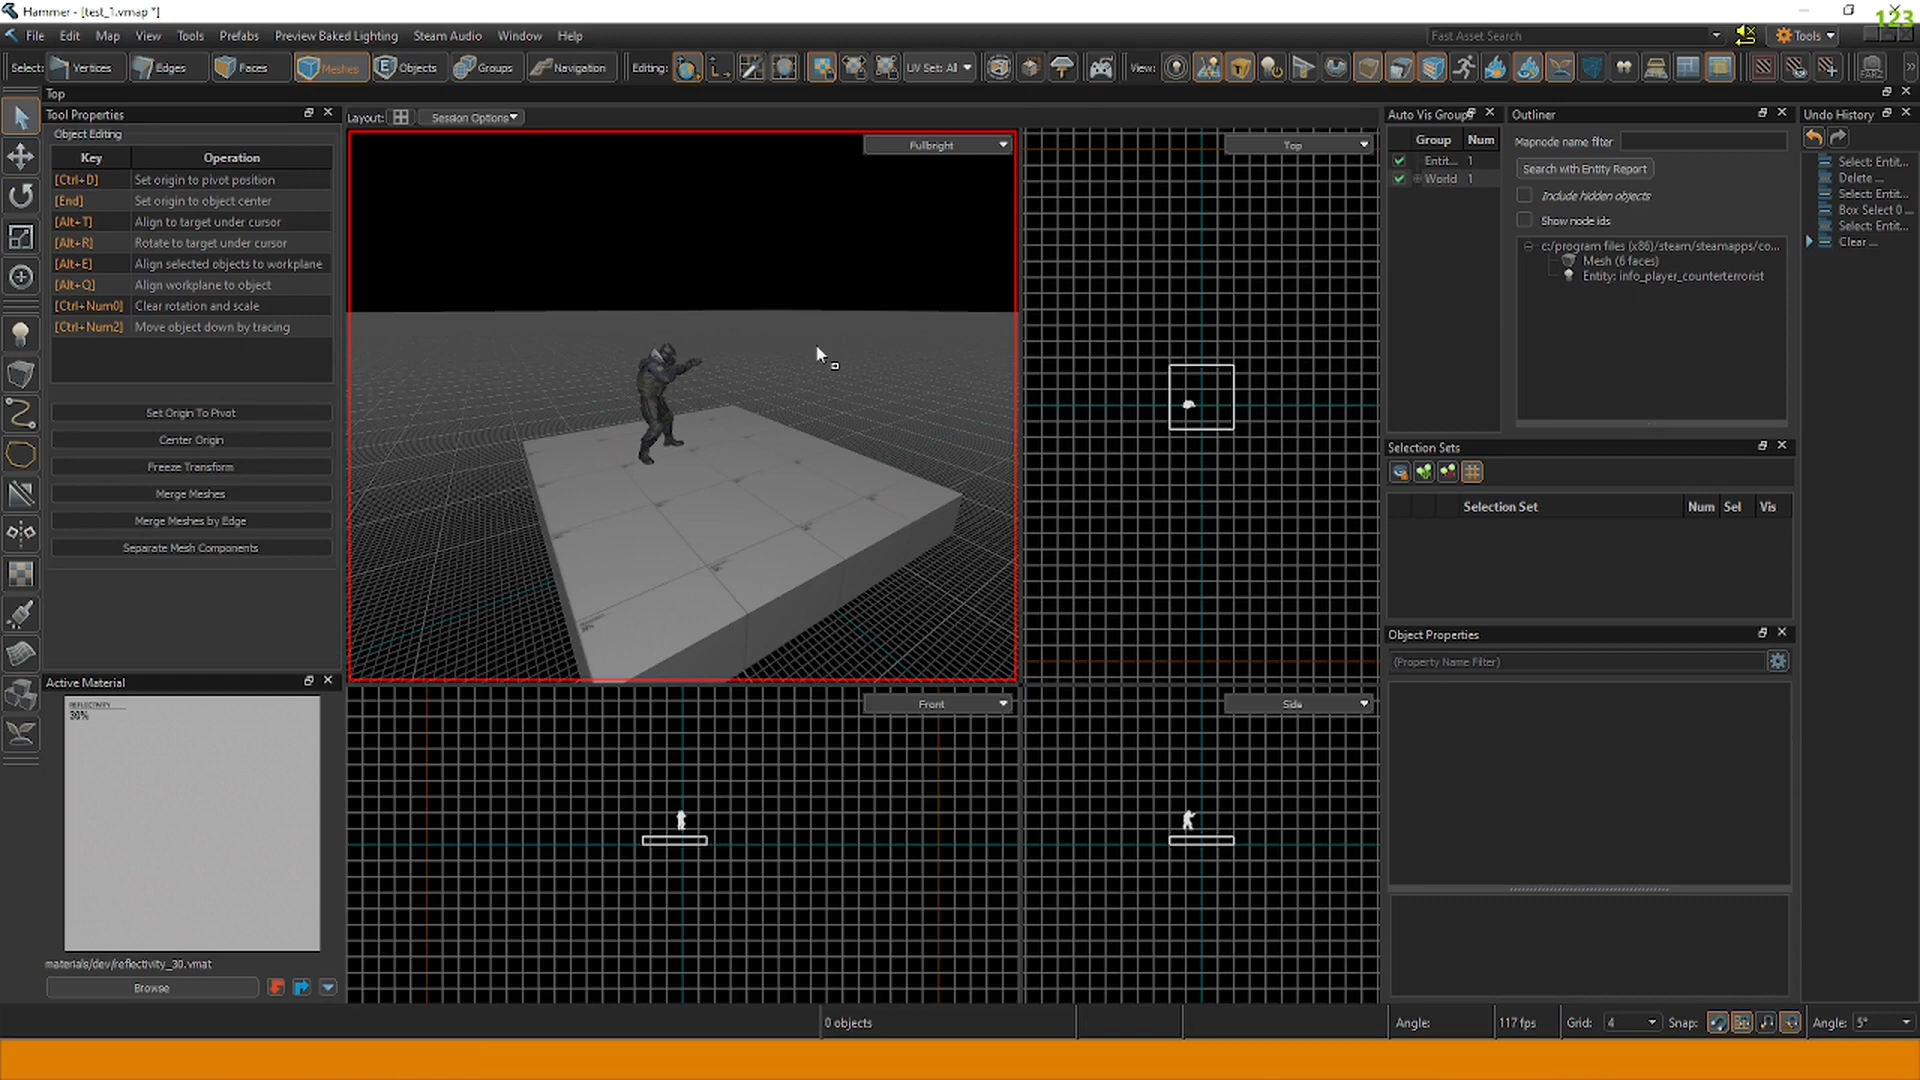 Hammer - [test_1.vmap *]
123
File Edit Map View Tools Prefabs Preview Baked Lighting Steam Audio Window Help
Fast Asset Search
Tools
Select: Vertices Edges Faces Meshes Objects Groups Navigation Editing: UV Set: All View:
Top
Tool Properties
Object Editing
Key Operation
[Ctrl+D] Set origin to pivot position
[End] Set origin to object center
[Alt+T] Align to target under cursor
[Alt+R] Rotate to target under cursor
[Alt+E] Align selected objects to workplane
[Alt+Q] Align workplane to object
[Ctrl+Num0] Clear rotation and scale
[Ctrl+Num2] Move object down by tracing
Set Origin To Pivot
Center Origin
Freeze Transform
Merge Meshes
Merge Meshes by Edge
Separate Mesh Components
Active Material
REFLECTIVITY
30%
materials/dev/reflectivity_30.vmat
Browse
Layout: Session Options
Fullbright
Top
Front
Side
Auto Vis Groups
Group Num
Entit... 1
World 1
Outliner
Mapnode name filter
Search with Entity Report
Include hidden objects
Show node ids
c:/program files (x86)/steam/steamapps/co...
Mesh (6 faces)
Entity: info_player_counterterrorist
Undo History
Select: Entit...
Delete ...
Select: Entit...
Box Select 0 ...
Select: Entit...
Clear ...
Selection Sets
Selection Set Num Sel Vis
Object Properties
(Property Name Filter)
0 objects
Angle:
117 fps
Grid: 4
Snap:
Angle: 5°